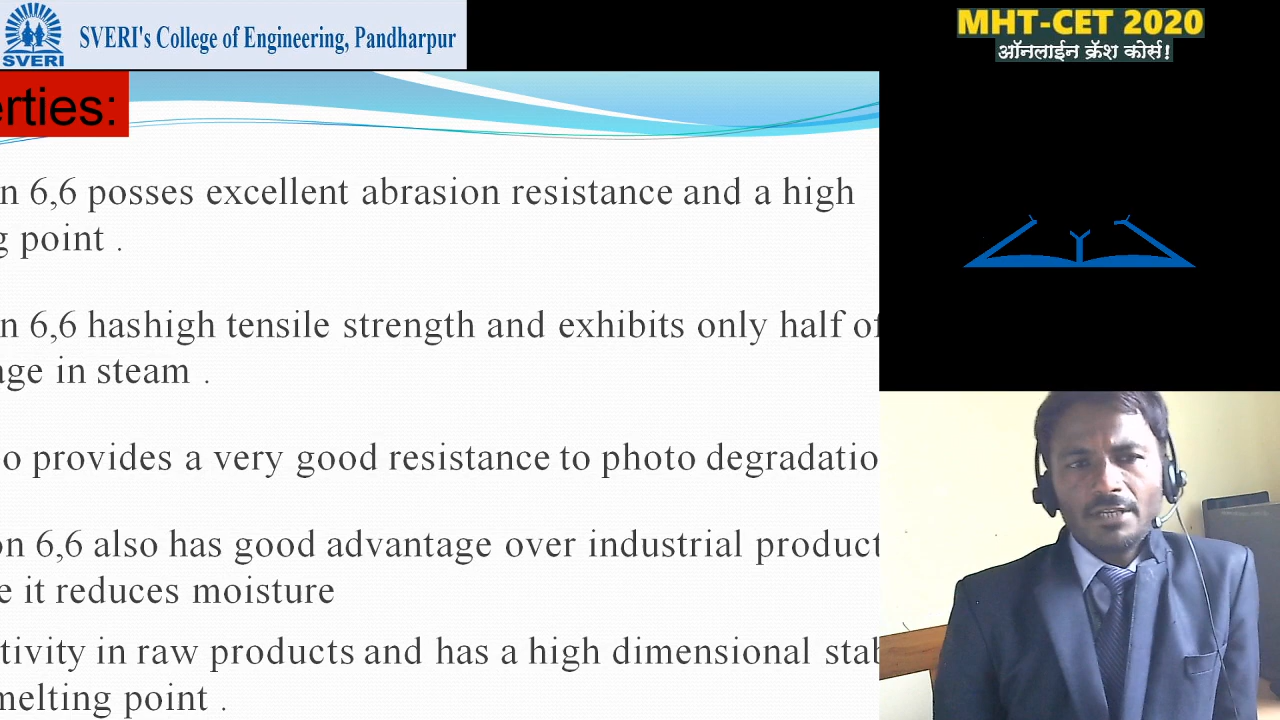 SVERI
SVERI's College of Engineering, Pandharpur
MHT-CET 2020
ऑनलाईन क्रॅश कोर्स!
erties:
n 6,6 posses excellent abrasion resistance and a high
g point .
n 6,6 hashigh tensile strength and exhibits only half of
age in steam .
o provides a very good resistance to photo degradatio
on 6,6 also has good advantage over industrial product
e it reduces moisture
tivity in raw products and has a high dimensional stab
melting point .